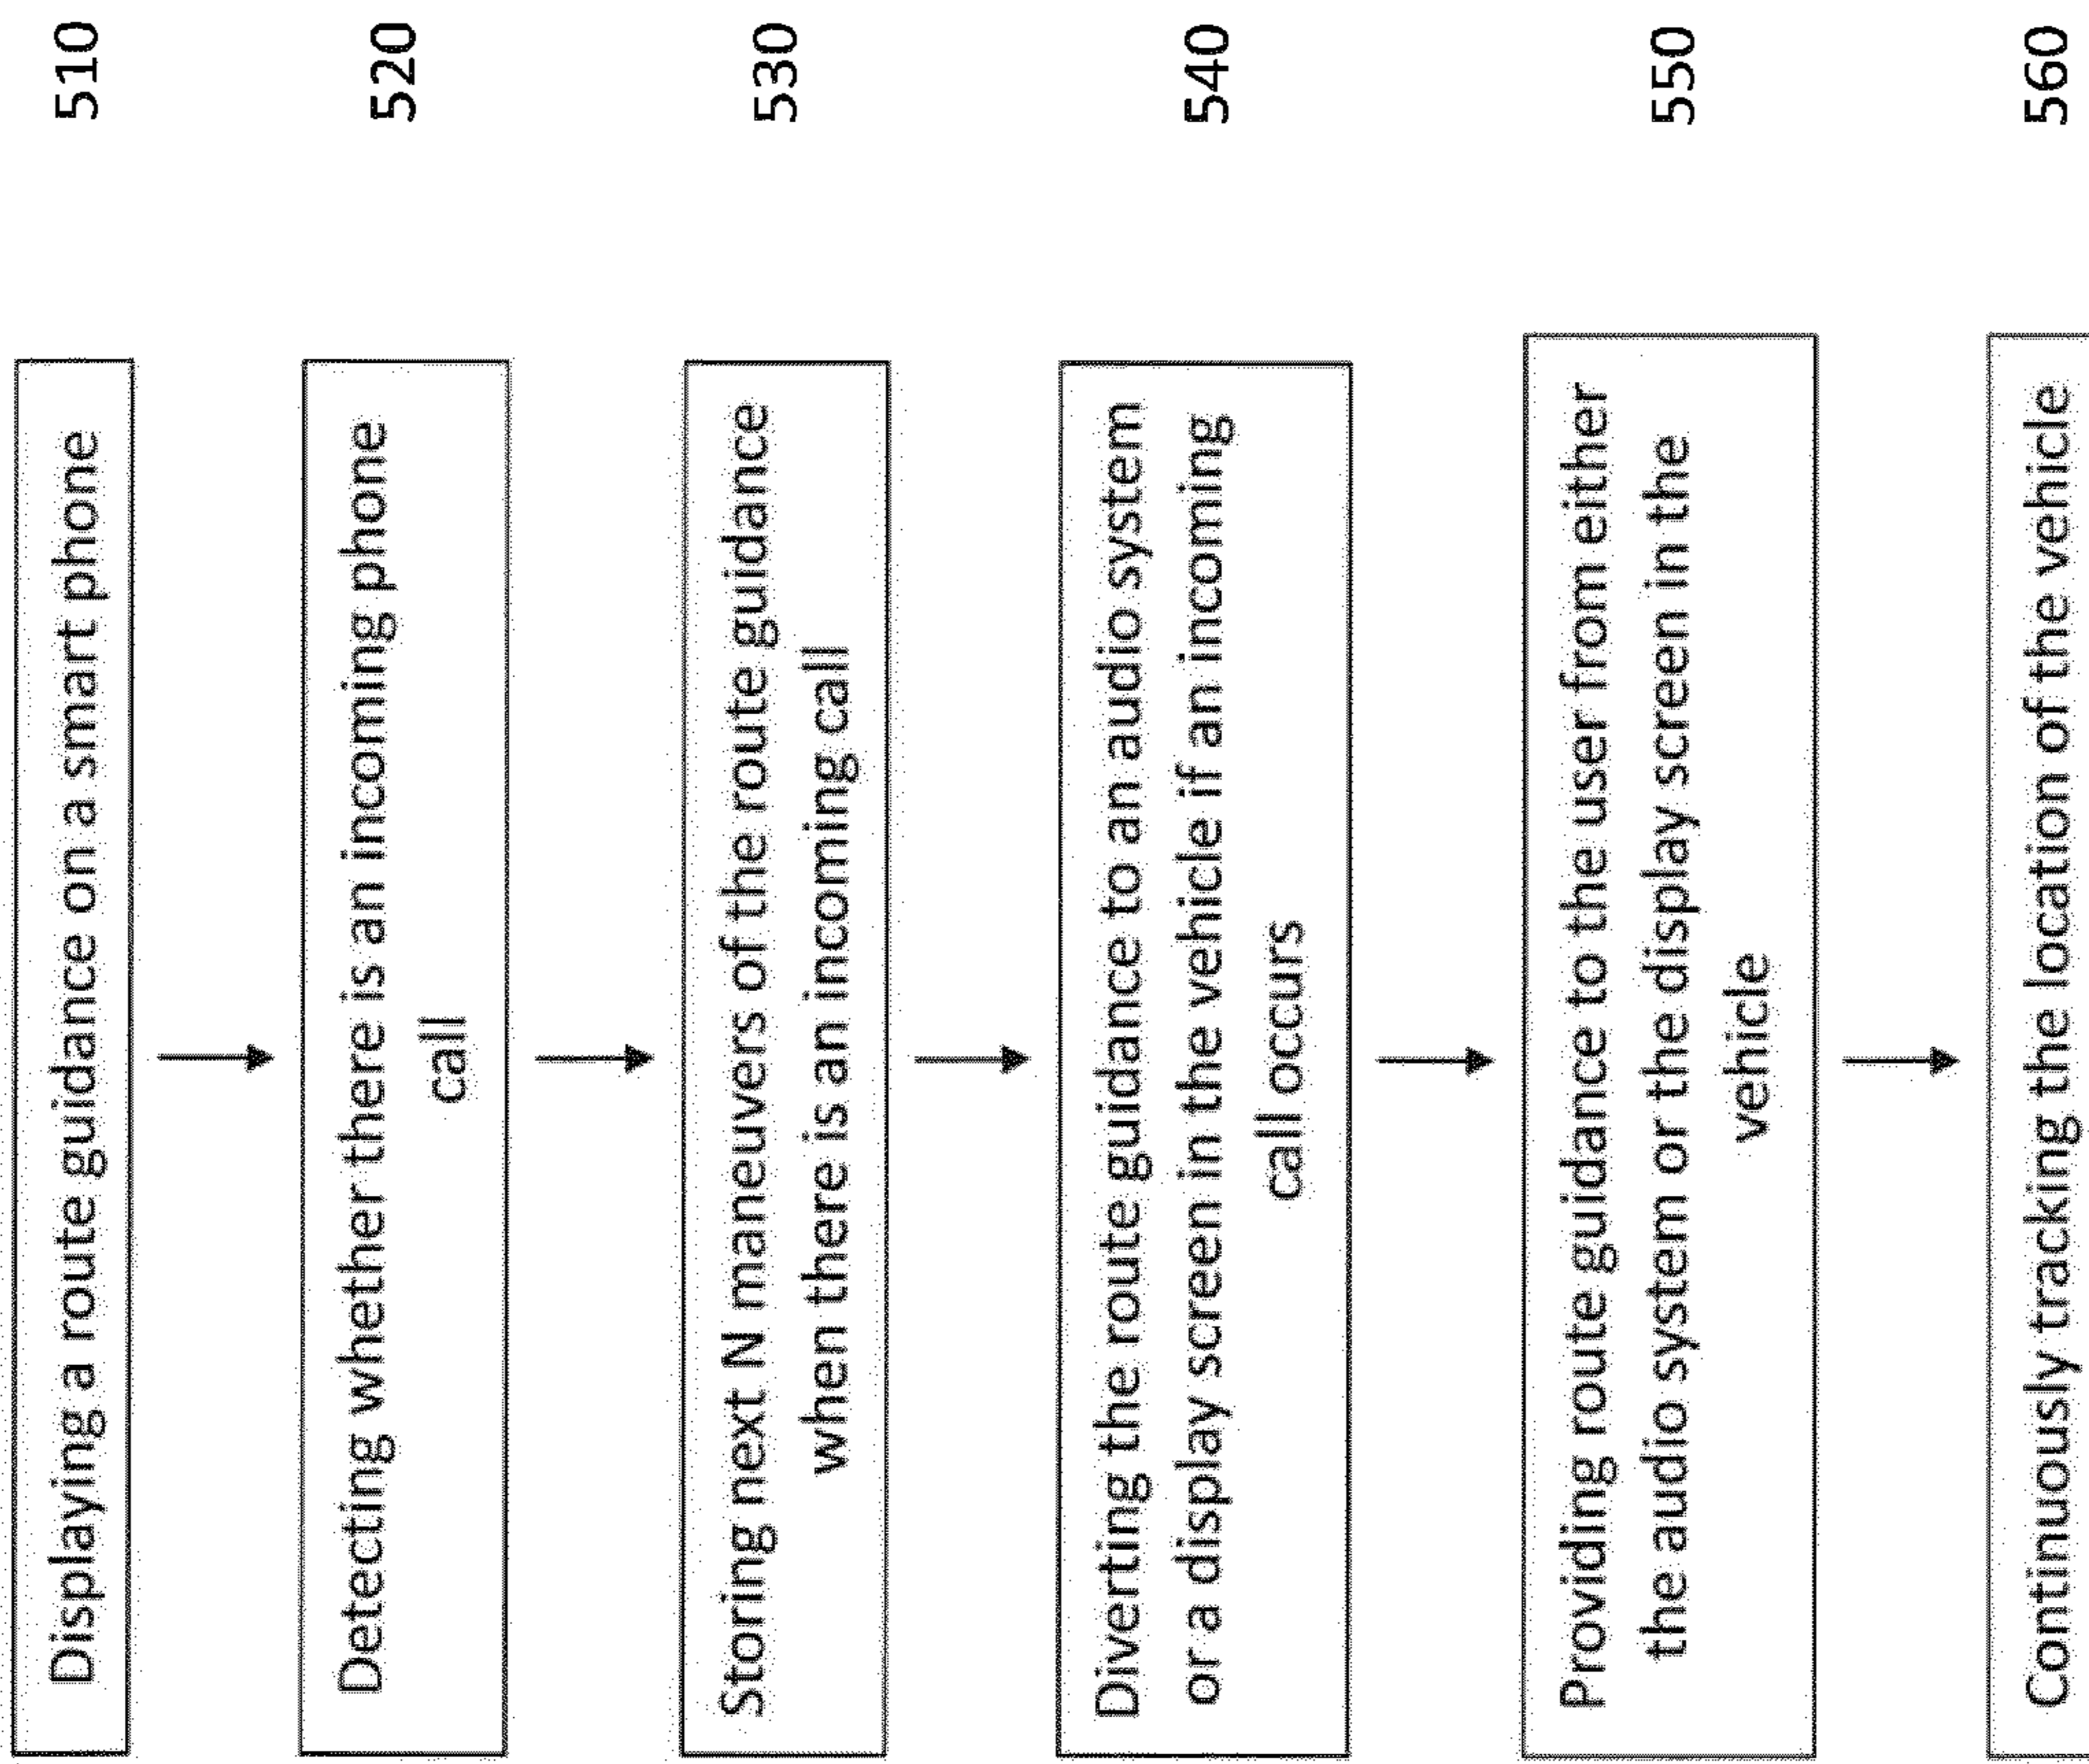 Displaying a route guidance on a smart phone
510
Detecting whether there is an incoming phone
call
520
Storing next N maneuvers of the route guidance
when there is an incoming call
530
Diverting the route guidance to an audio system
or a display screen in the vehicle if an incoming
call occurs
540
Providing route guidance to the user from either
the audio system or the display screen in the
vehicle
550
Continuously tracking the location of the vehicle
560